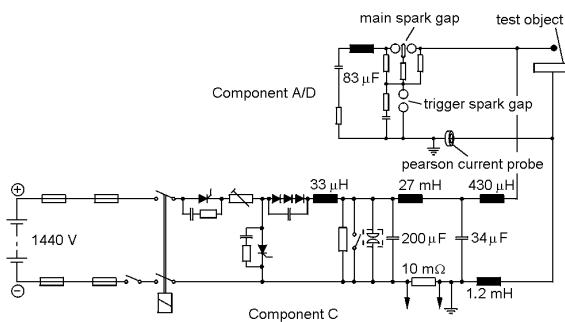 main spark gap
test object
83 µF
Component A/D
trigger spark gap
pearson current probe
33 µH
27 mH
430 µH
+
1440 V
200 µF
34 µF
10 mΩ
−
1.2 mH
Component C